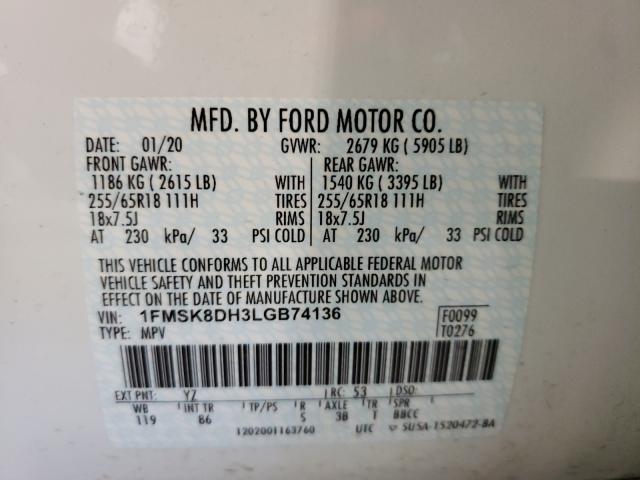 MFD. BY FORD MOTOR CO.
DATE: 01/20 GVWR: 2679 KG ( 5905 LB)
FRONT GAWR: REAR GAWR:
1186 KG ( 2615 LB) WITH 1540 KG ( 3395 LB) WITH
255/65R18 111H TIRES 255/65R18 111H TIRES
18x7.5J RIMS 18x7.5J RIMS
AT 230 kPa/ 33 PSI COLD AT 230 kPa/ 33 PSI COLD
THIS VEHICLE CONFORMS TO ALL APPLICABLE FEDERAL MOTOR
VEHICLE SAFETY AND THEFT PREVENTION STANDARDS IN
EFFECT ON THE DATE OF MANUFACTURE SHOWN ABOVE.
VIN: 1FMSK8DH3LGB74136 F0099
TYPE: MPV T0276
EXT PNT: YZ RC: 53 DSO:
WB INT TR TP/PS R AXLE TR SPR
119 B6 5 3B T BBCC
1202001163760 UTC SUSA-1520472-BA